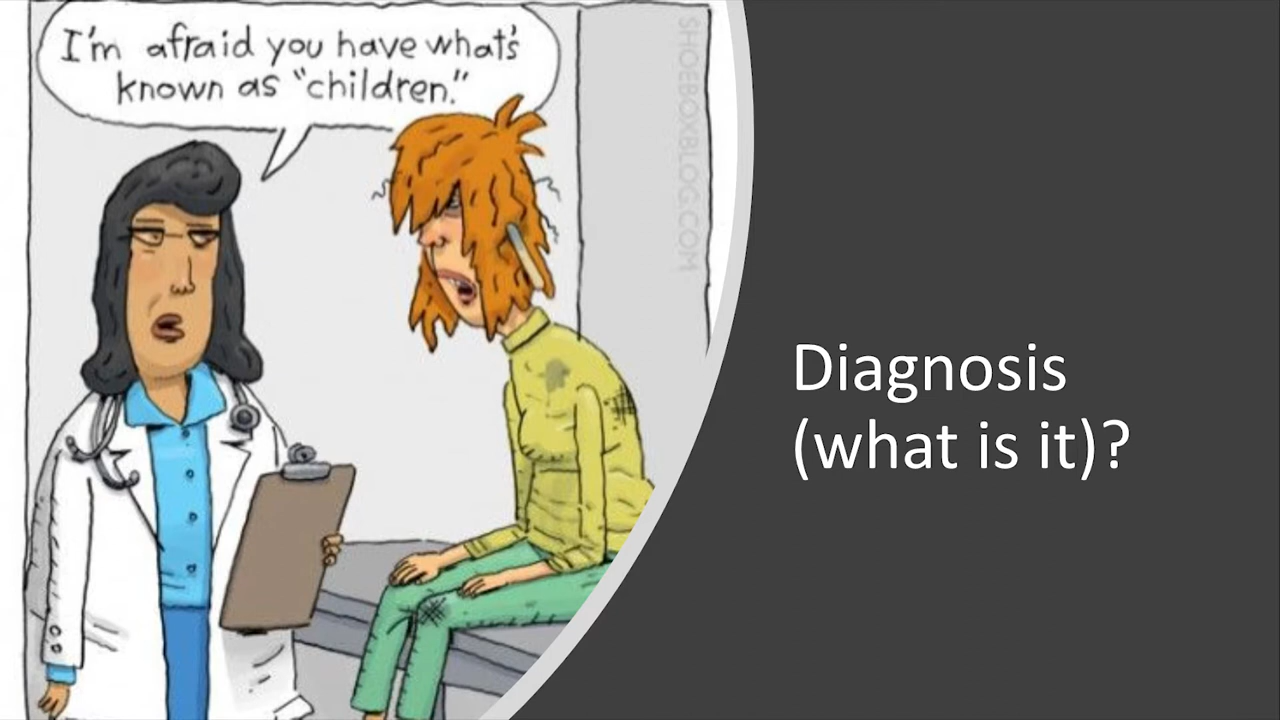 I'm afraid you have what's
known as "children."
SHOEBOXBLOG.COM
Diagnosis
(what is it)?